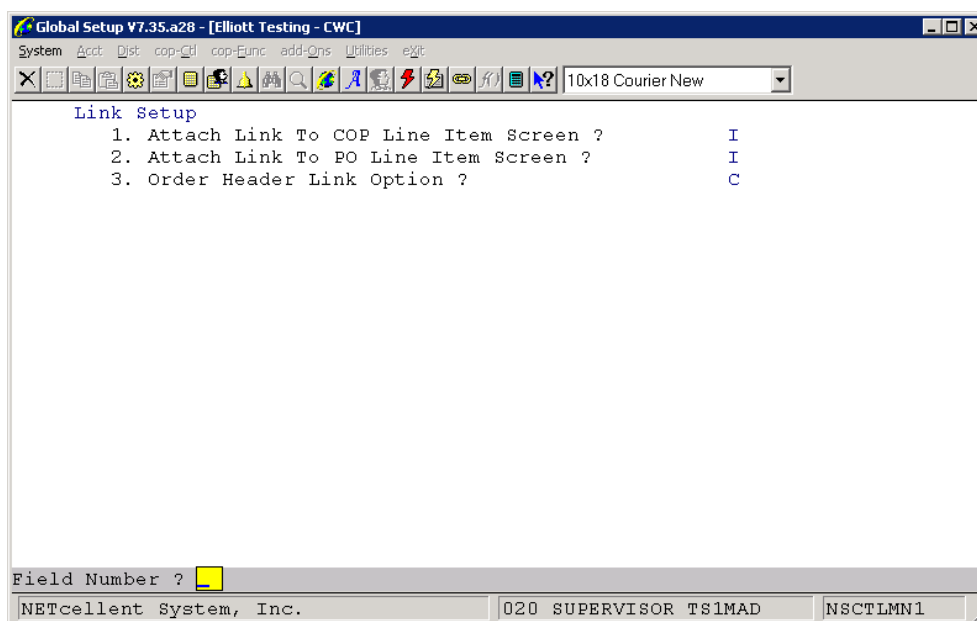 Global Setup V7.35.a28 - [Elliott Testing - CWC]
System Acct Dist cop-Ctl cop-Func add-Ons Utilities eXit
10x18 Courier New
Link Setup
1. Attach Link To COP Line Item Screen ? I
2. Attach Link To PO Line Item Screen ? I
3. Order Header Link Option ? C
Field Number ? _
NETcellent System, Inc. 020 SUPERVISOR TS1MAD NSCTLMN1